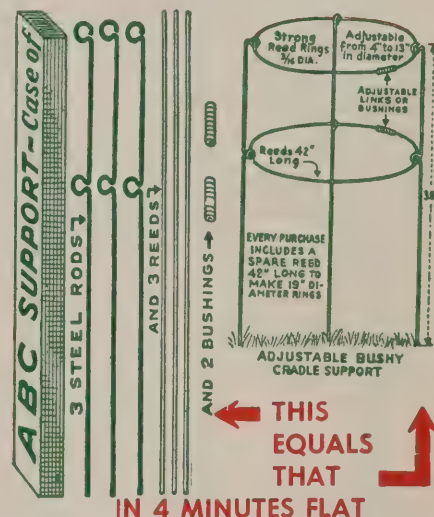 ABC SUPPORT-Case of
3 STEEL RODS
AND 3 REEDS
AND 2 BUSHINGS
Strong
Reed Rings
3/16 DIA.
Adjustable
from 4" to 13"
in diameter
ADJUSTABLE
LINKS OR
BUSHINGS
Reeds 42"
Long
EVERY PURCHASE
INCLUDES A
SPARE REED
42" LONG TO
MAKE 19" DI-
AMETER RINGS
ADJUSTABLE BUSHY
CRADLE SUPPORT
THIS
EQUALS
THAT
IN 4 MINUTES FLAT